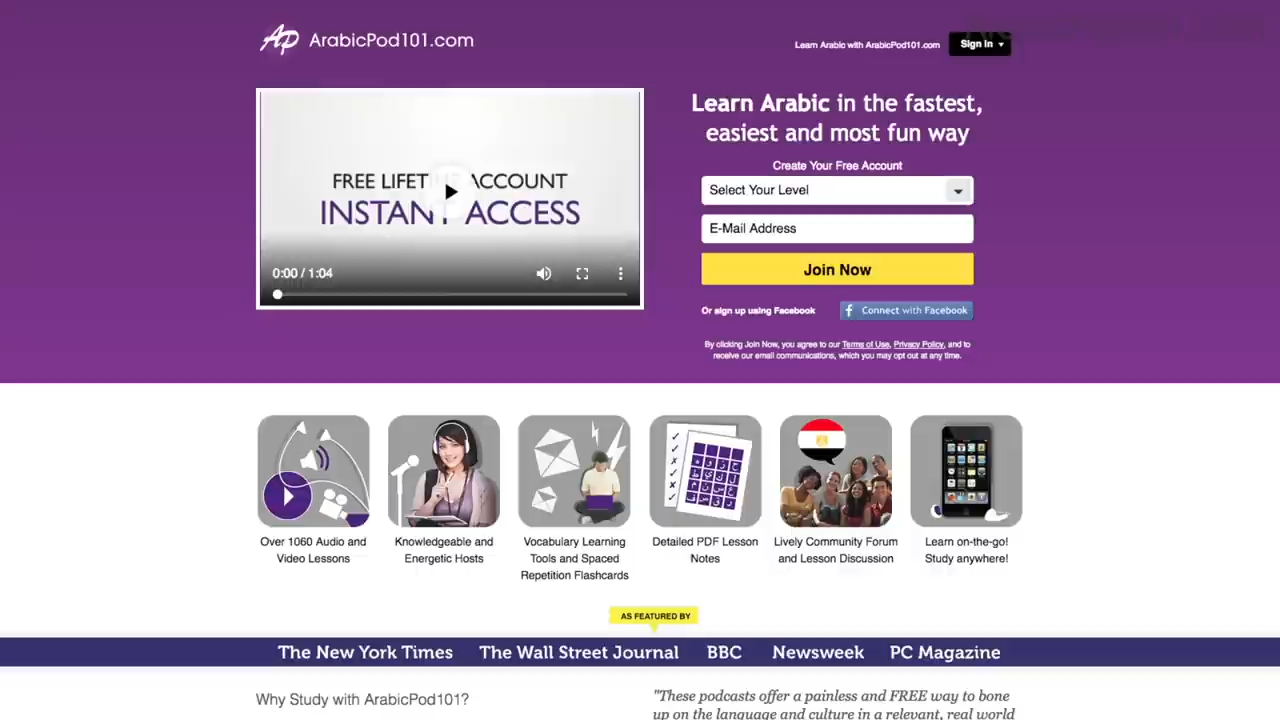 Ap ArabicPod101.com
Learn Arabic with ArabicPod101.com
Sign In
FREE LIFETIME ACCOUNT
INSTANT ACCESS
0:00 / 1:04
Learn Arabic in the fastest,
easiest and most fun way
Create Your Free Account
Select Your Level
E-Mail Address
Join Now
Or sign up using Facebook
f Connect with Facebook
By clicking Join Now, you agree to our Terms of Use, Privacy Policy, and to
receive our email communications, which you may opt out at any time.
Over 1060 Audio and
Video Lessons
Knowledgeable and
Energetic Hosts
Vocabulary Learning
Tools and Spaced
Repetition Flashcards
Detailed PDF Lesson
Notes
Lively Community Forum
and Lesson Discussion
Learn on-the-go!
Study anywhere!
AS FEATURED BY
The New York Times The Wall Street Journal BBC Newsweek PC Magazine
Why Study with ArabicPod101?
"These podcasts offer a painless and FREE way to bone
up on the language and culture in a relevant, real world